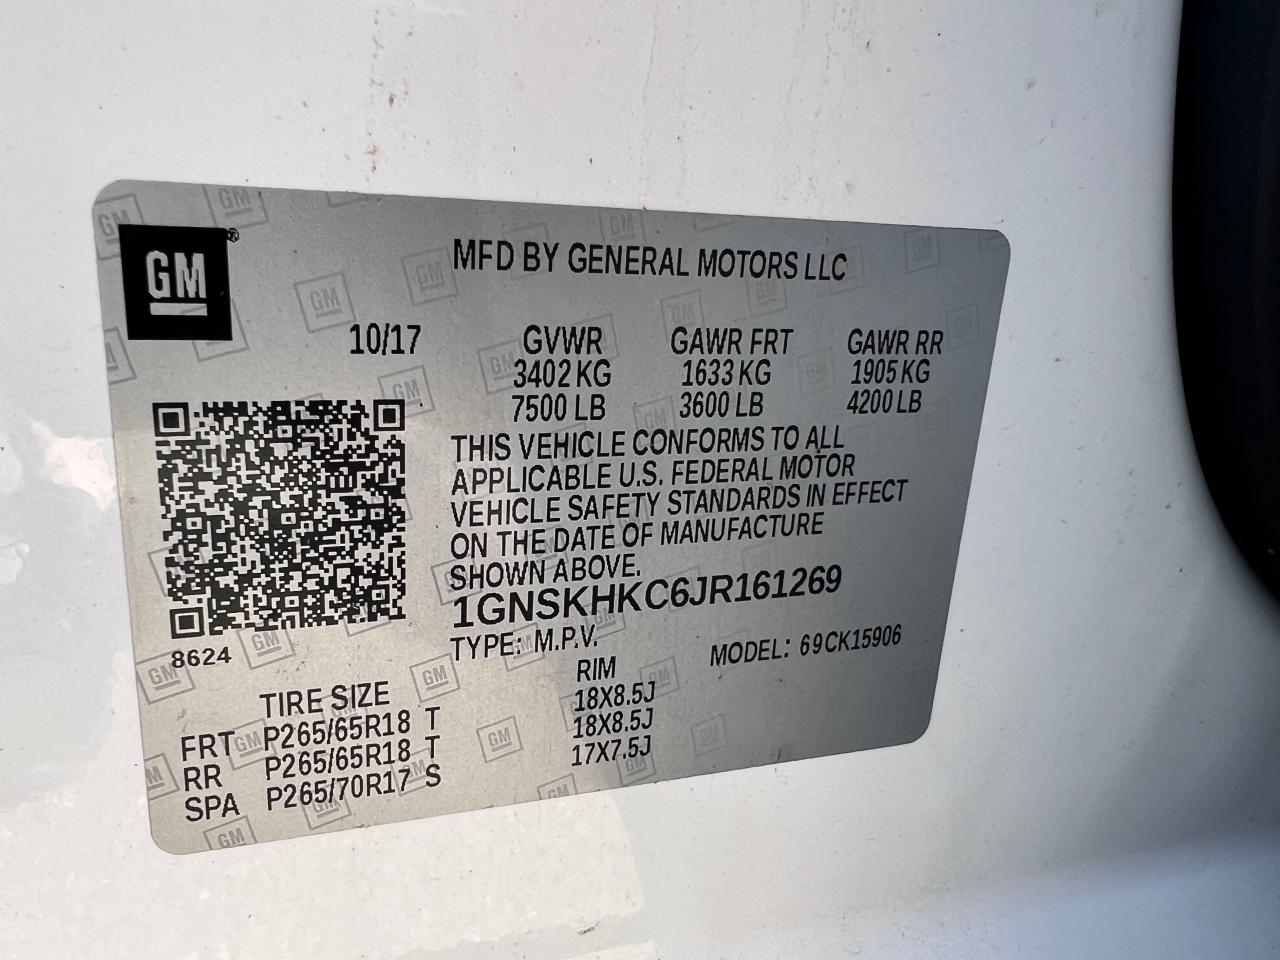 GM
MFD BY GENERAL MOTORS LLC
10/17 GVWR GAWR FRT GAWR RR
3402 KG 1633 KG 1905 KG
7500 LB 3600 LB 4200 LB
THIS VEHICLE CONFORMS TO ALL
APPLICABLE U.S. FEDERAL MOTOR
VEHICLE SAFETY STANDARDS IN EFFECT
ON THE DATE OF MANUFACTURE
SHOWN ABOVE.
1GNSKHKC6JR161269
TYPE: M.P.V. MODEL: 69CK15906
8624
TIRE SIZE RIM
FRT P265/65R18 T 18X8.5J
RR P265/65R18 T 18X8.5J
SPA P265/70R17 S 17X7.5J